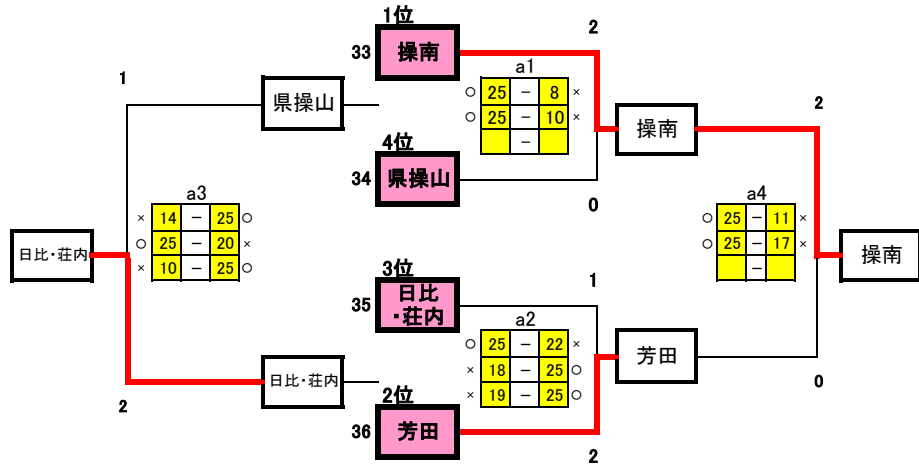 1位
33 操南 2
1 県操山
a1
○ 25 － 8 ×
○ 25 － 10 ×
－
操南 2
4位
34 県操山 0
a3
× 14 － 25 ○
○ 25 － 20 ×
× 10 － 25 ○
日比・荘内
a4
○ 25 － 11 ×
○ 25 － 17 ×
－
操南
3位
35 日比
・荘内 1
a2
○ 25 － 22 ×
× 18 － 25 ○
× 19 － 25 ○
芳田 0
日比・荘内
2
2位
36 芳田 2